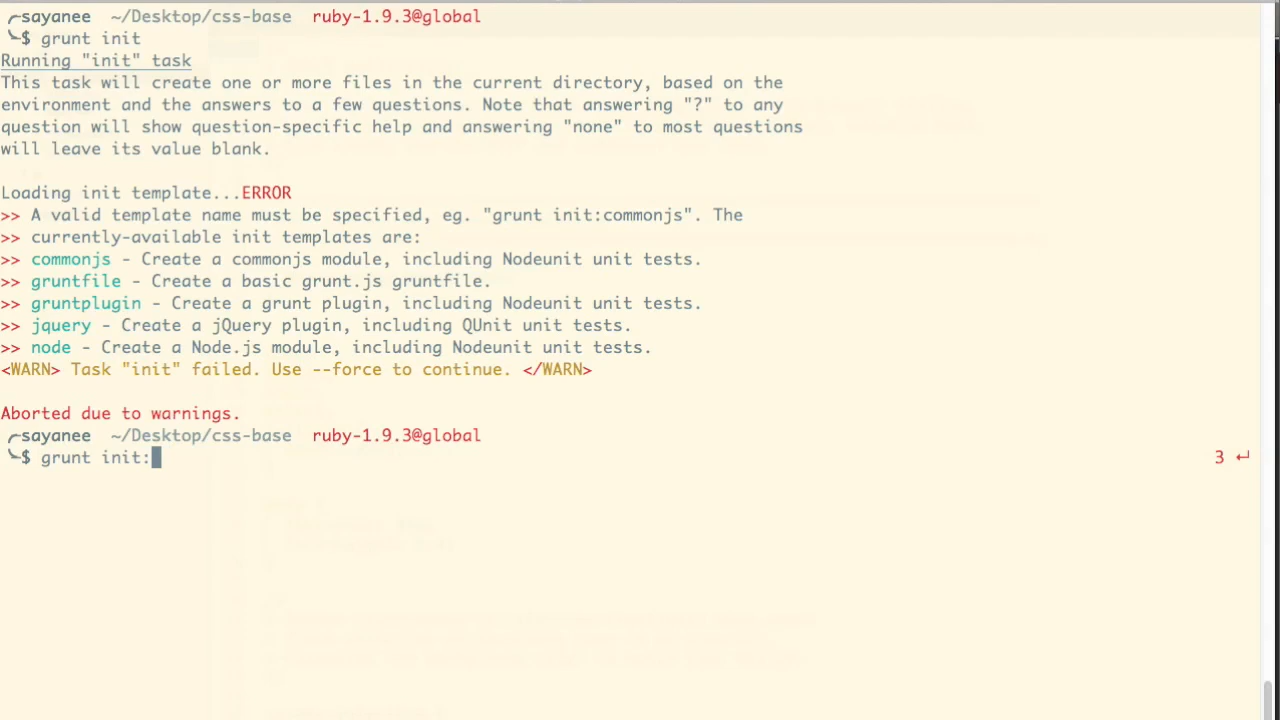 ╭sayanee  ~/Desktop/css-base  ruby-1.9.3@global
╰$ grunt init
Running "init" task
This task will create one or more files in the current directory, based on the
environment and the answers to a few questions. Note that answering "?" to any
question will show question-specific help and answering "none" to most questions
will leave its value blank.
Loading init template...ERROR
>> A valid template name must be specified, eg. "grunt init:commonjs". The
>> currently-available init templates are:
>> commonjs - Create a commonjs module, including Nodeunit unit tests.
>> gruntfile - Create a basic grunt.js gruntfile.
>> gruntplugin - Create a grunt plugin, including Nodeunit unit tests.
>> jquery - Create a jQuery plugin, including QUnit unit tests.
>> node - Create a Node.js module, including Nodeunit unit tests.
<WARN> Task "init" failed. Use --force to continue. </WARN>
Aborted due to warnings.
╭sayanee  ~/Desktop/css-base  ruby-1.9.3@global
╰$ grunt init: 3 ↵